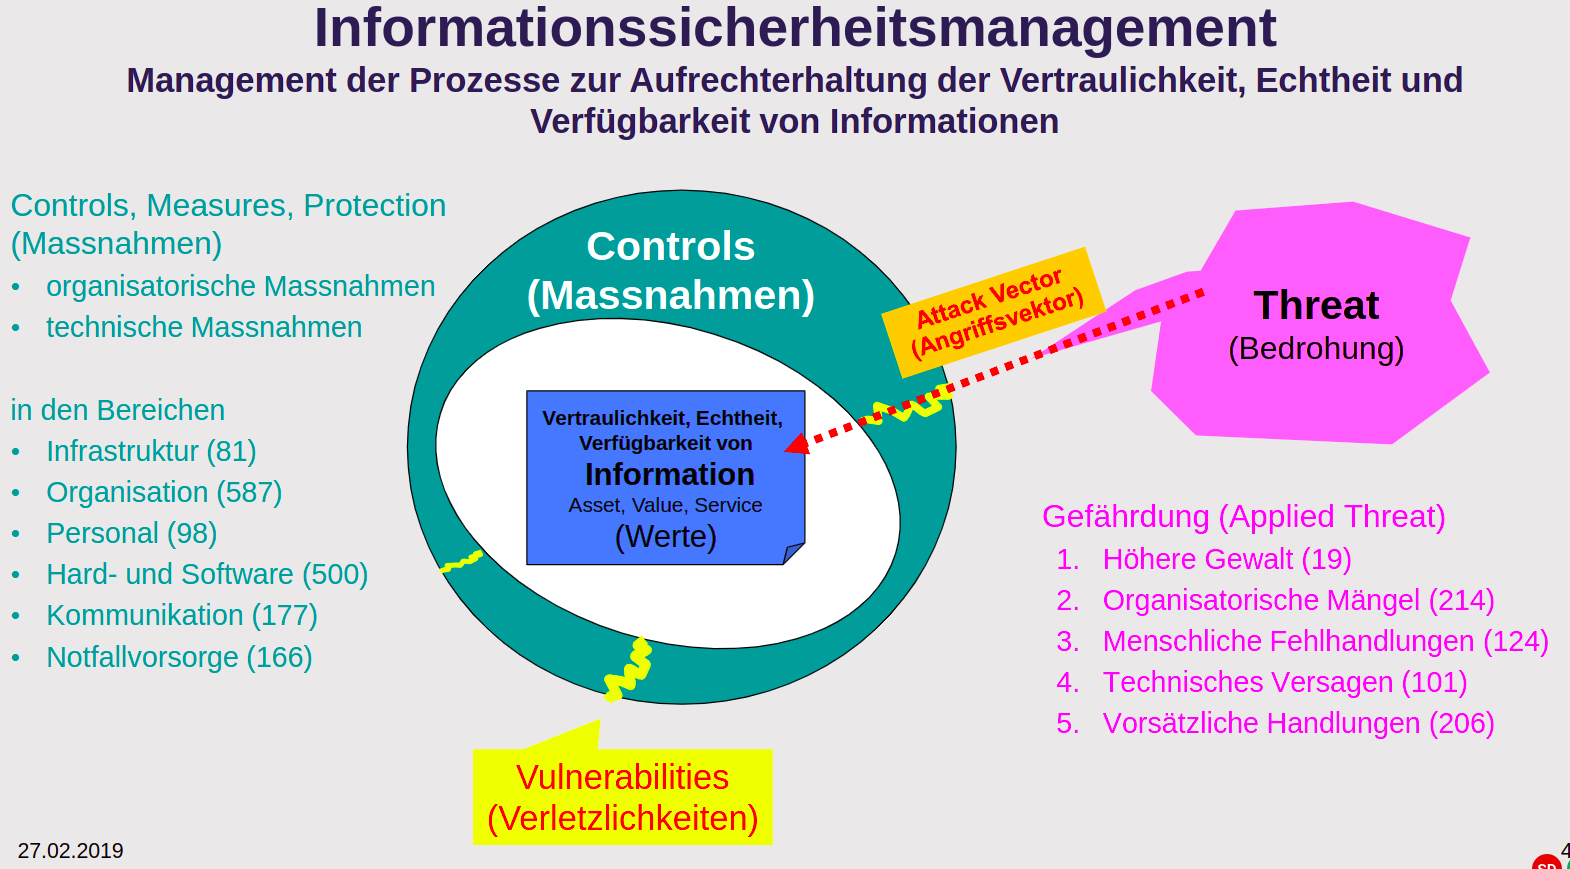 Informationssicherheitsmanagement
Management der Prozesse zur Aufrechterhaltung der Vertraulichkeit, Echtheit und
Verfügbarkeit von Informationen
Controls, Measures, Protection
(Massnahmen)
• organisatorische Massnahmen
• technische Massnahmen
in den Bereichen
• Infrastruktur (81)
• Organisation (587)
• Personal (98)
• Hard- und Software (500)
• Kommunikation (177)
• Notfallvorsorge (166)
Controls
(Massnahmen)
Vertraulichkeit, Echtheit,
Verfügbarkeit von
Information
Asset, Value, Service
(Werte)
Attack Vector
(Angriffsvektor)
Threat
(Bedrohung)
Gefährdung (Applied Threat)
1. Höhere Gewalt (19)
2. Organisatorische Mängel (214)
3. Menschliche Fehlhandlungen (124)
4. Technisches Versagen (101)
5. Vorsätzliche Handlungen (206)
Vulnerabilities
(Verletzlichkeiten)
27.02.2019
4